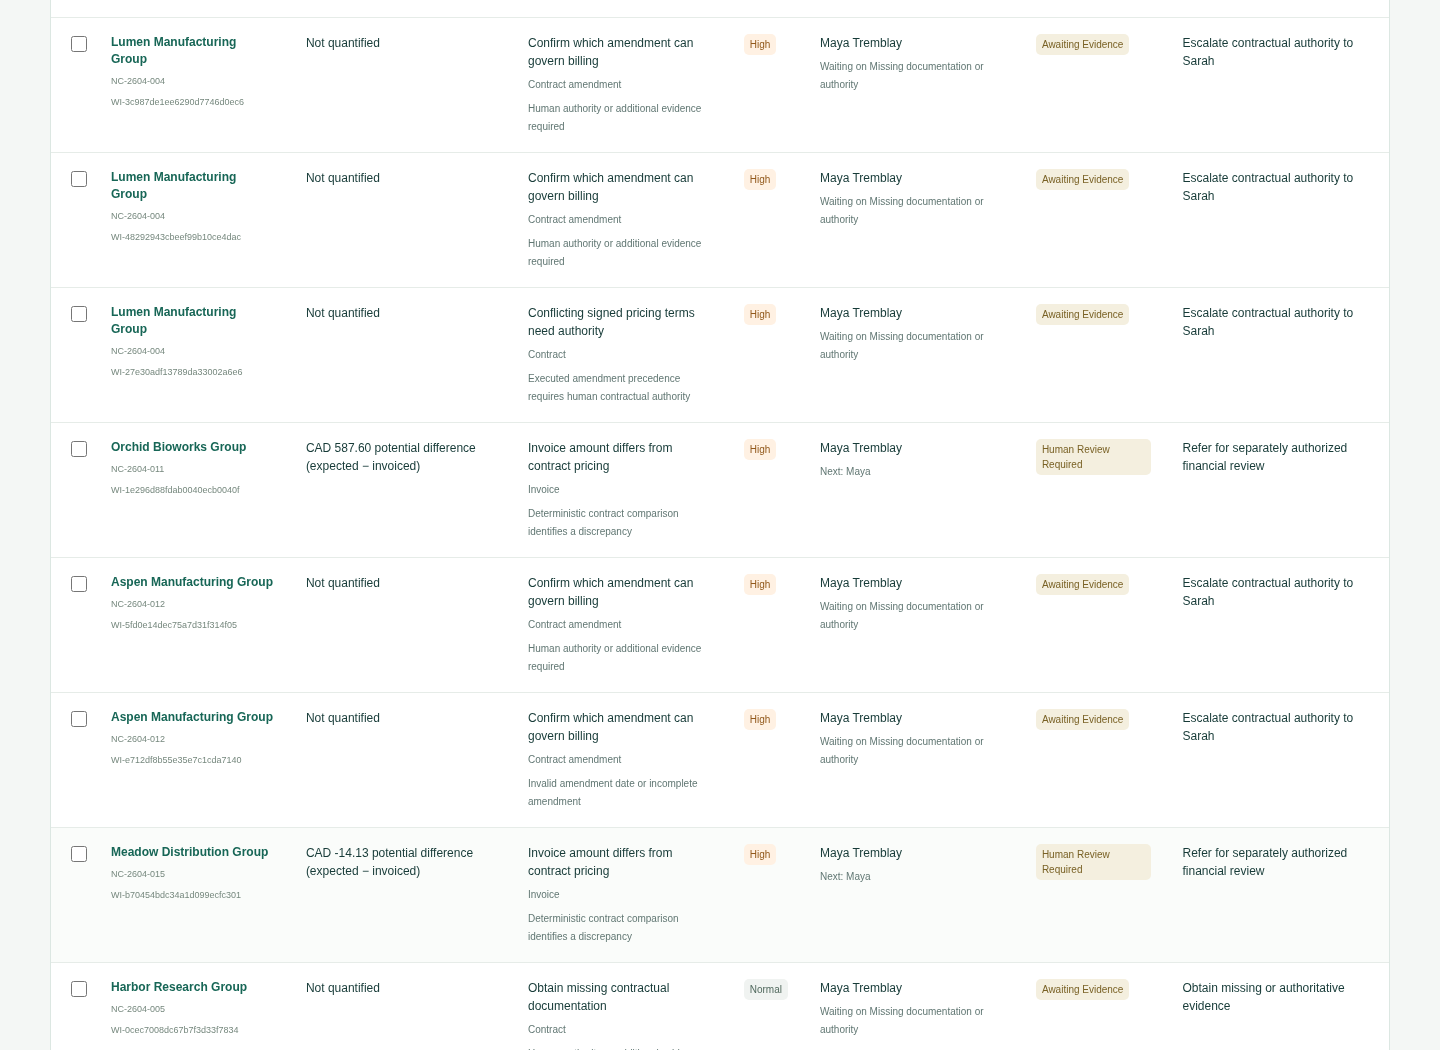 Lumen Manufacturing
Group
NC-2604-004
WI-3c987de1ee6290d7746d0ec6
Not quantified
Confirm which amendment can
govern billing
Contract amendment
Human authority or additional evidence
required
High
Maya Tremblay
Waiting on Missing documentation or
authority
Awaiting Evidence
Escalate contractual authority to
Sarah
Lumen Manufacturing
Group
NC-2604-004
WI-48292943cbeef99b10ce4dac
Not quantified
Confirm which amendment can
govern billing
Contract amendment
Human authority or additional evidence
required
High
Maya Tremblay
Waiting on Missing documentation or
authority
Awaiting Evidence
Escalate contractual authority to
Sarah
Lumen Manufacturing
Group
NC-2604-004
WI-27e30adf13789da33002a6e6
Not quantified
Conflicting signed pricing terms
need authority
Contract
Executed amendment precedence
requires human contractual authority
High
Maya Tremblay
Waiting on Missing documentation or
authority
Awaiting Evidence
Escalate contractual authority to
Sarah
Orchid Bioworks Group
NC-2604-011
WI-1e296d88fdab0040ecb0040f
CAD 587.60 potential difference
(expected − invoiced)
Invoice amount differs from
contract pricing
Invoice
Deterministic contract comparison
identifies a discrepancy
High
Maya Tremblay
Next: Maya
Human Review
Required
Refer for separately authorized
financial review
Aspen Manufacturing Group
NC-2604-012
WI-5fd0e14dec75a7d31f314f05
Not quantified
Confirm which amendment can
govern billing
Contract amendment
Human authority or additional evidence
required
High
Maya Tremblay
Waiting on Missing documentation or
authority
Awaiting Evidence
Escalate contractual authority to
Sarah
Aspen Manufacturing Group
NC-2604-012
WI-e712df8b55e35e7c1cda7140
Not quantified
Confirm which amendment can
govern billing
Contract amendment
Invalid amendment date or incomplete
amendment
High
Maya Tremblay
Waiting on Missing documentation or
authority
Awaiting Evidence
Escalate contractual authority to
Sarah
Meadow Distribution Group
NC-2604-015
WI-b70454bdc34a1d099ecfc301
CAD -14.13 potential difference
(expected − invoiced)
Invoice amount differs from
contract pricing
Invoice
Deterministic contract comparison
identifies a discrepancy
High
Maya Tremblay
Next: Maya
Human Review
Required
Refer for separately authorized
financial review
Harbor Research Group
NC-2604-005
WI-0cec7008dc67b7f3d33f7834
Not quantified
Obtain missing contractual
documentation
Contract
Normal
Maya Tremblay
Waiting on Missing documentation or
authority
Awaiting Evidence
Obtain missing or authoritative
evidence